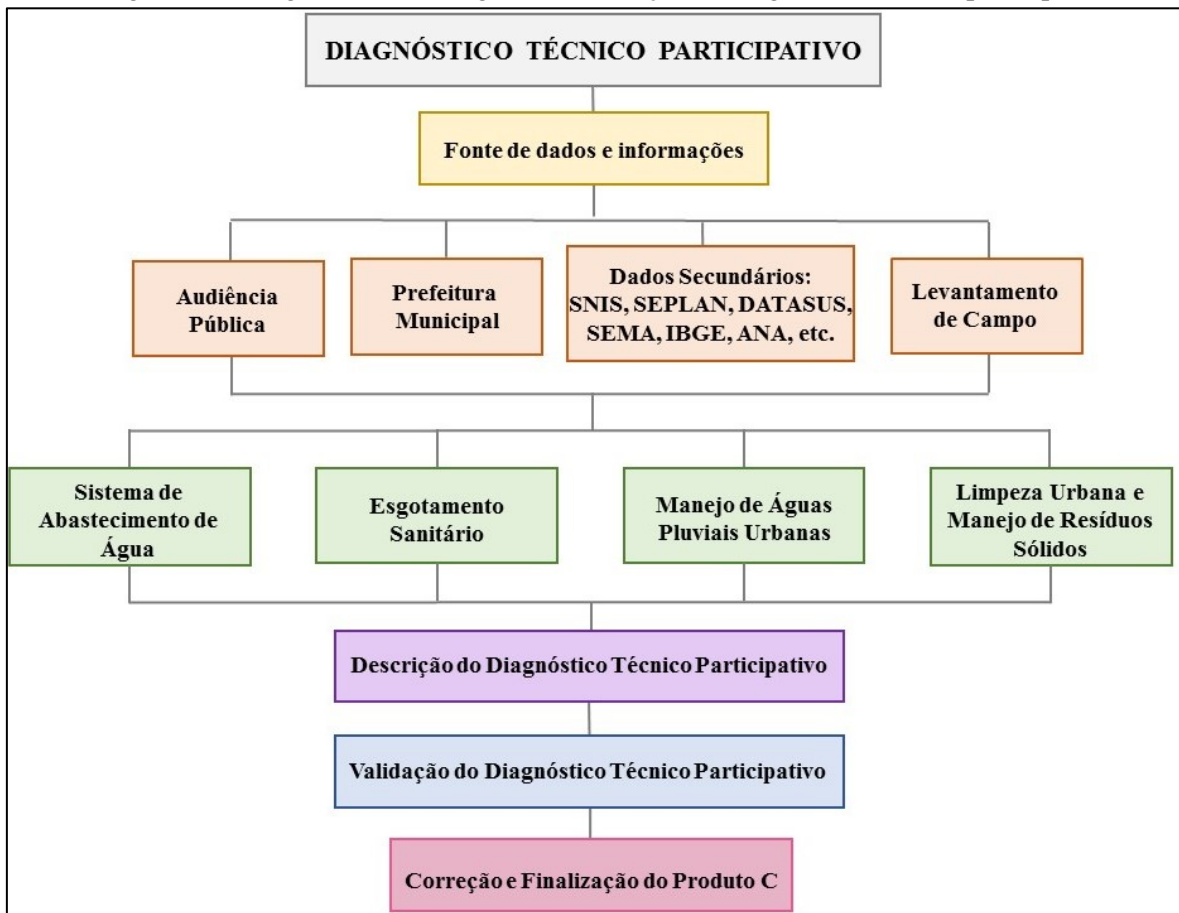 DIAGNÓSTICO TÉCNICO PARTICIPATIVO
Fonte de dados e informações
Audiência
Pública
Prefeitura
Municipal
Dados Secundários:
SNIS, SEPLAN, DATASUS,
SEMA, IBGE, ANA, etc.
Levantamento
de Campo
Sistema de
Abastecimento de
Água
Esgotamento
Sanitário
Manejo de Águas
Pluviais Urbanas
Limpeza Urbana e
Manejo de Resíduos
Sólidos
Descrição do Diagnóstico Técnico Participativo
Validação do Diagnóstico Técnico Participativo
Correção e Finalização do Produto C